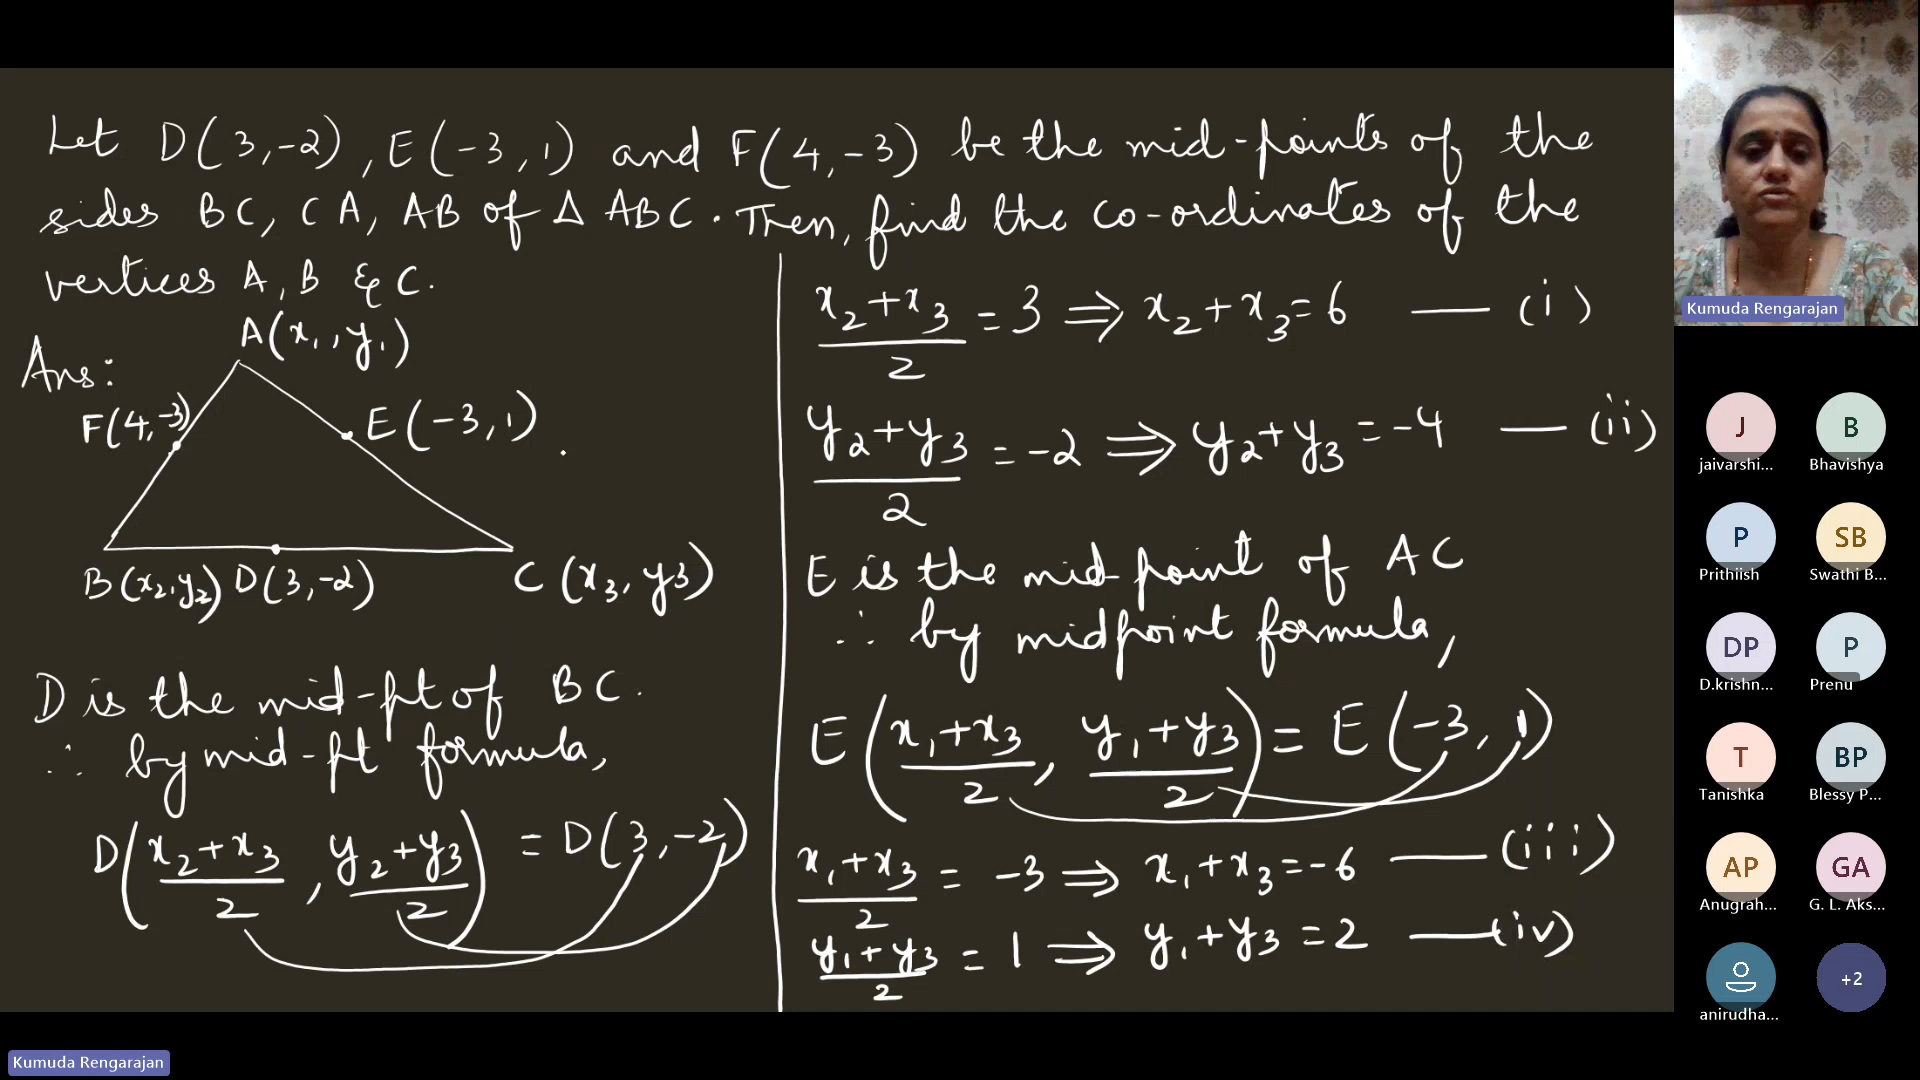 Let D(3,-2), E(-3,1) and F(4,-3) be the mid-points of the
sides BC, CA, AB of Δ ABC. Then, find the co-ordinates of the
vertices A, B & C.
Ans:
A(x₁,y₁)
F(4,-3)
E(-3,1)
B(x₂,y₂) D(3,-2) C(x₃,y₃)
D is the mid-pt of BC.
∴ by mid-pt formula,
D((x₂+x₃)/2, (y₂+y₃)/2) = D(3,-2)
(x₂+x₃)/2 = 3 ⇒ x₂+x₃=6 — (i)
(y₂+y₃)/2 = -2 ⇒ y₂+y₃=-4 — (ii)
E is the mid-point of AC
∴ by midpoint formula,
E((x₁+x₃)/2, (y₁+y₃)/2) = E(-3,1)
(x₁+x₃)/2 = -3 ⇒ x₁+x₃=-6 — (iii)
(y₁+y₃)/2 = 1 ⇒ y₁+y₃=2 — (iv)
Kumuda Rengarajan
J B
jaivarshi... Bhavishya
P SB
Prithiish Swathi B...
DP P
D.krishn... Prenu
T BP
Tanishka Blessy P...
AP GA
Anugrah... G. L. Aks...
+2
anirudha...
Kumuda Rengarajan